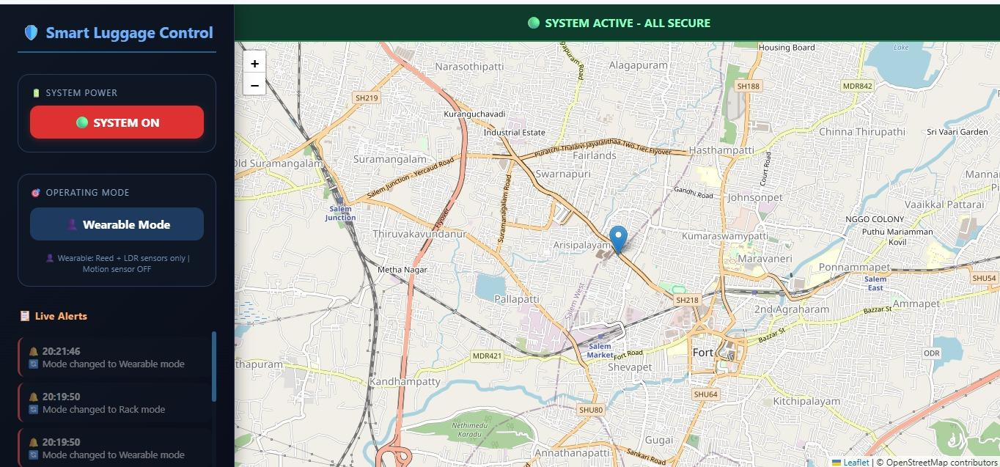 Smart Luggage Control
SYSTEM POWER
SYSTEM ON
OPERATING MODE
Wearable Mode
Wearable: Reed + LDR sensors only |
Motion sensor OFF
Live Alerts
20:21:46
Mode changed to Wearable mode
20:19:50
Mode changed to Rack mode
20:19:50
Mode changed to Wearable mode
SYSTEM ACTIVE - ALL SECURE
+
−
Housing Board
Lake
Narasothipatti
Alagapuram
gapuram Road
SH219
SH188
MDR842
Kuranguchavadi
Industrial Estate
Chinna Thirupathi
Sri Vaari Garden
Puratchi Thalaivi Jayalalithaa Two Tier Flyover
Hasthampatti
Fairlands
Old Suramangalam
Suramangalam
Salem Junction - Yercaud Road
Swarnapuri
Court Road
Gandhi Road
Johnsonpet
Vaaikkal Pattarai
Salem
Junction
Suramanagalam Road
Flyover
NGGO COLONY
Puthu Mariamman
Kovil
Thiruvakavundanur
Arisipalayam
Kumaraswamypatti
Maravaneri
Metha Nagar
Ponnammapet
Salem
East
SHU54
Pallapatti
Salem West
SH218
2nd Agraharam
Ammapet
Bazzar St
Bazzar St
Salem
Market
Fort Road
MDR421
Fort
ODR
thapuram
Shevapet
Kandhampatty
SHU64
SHU80
Kitchipalayam
Nethimedu
Karadu
Gugai
Annathanapatti
Sankari Road
Leaflet | © OpenStreetMap contributors